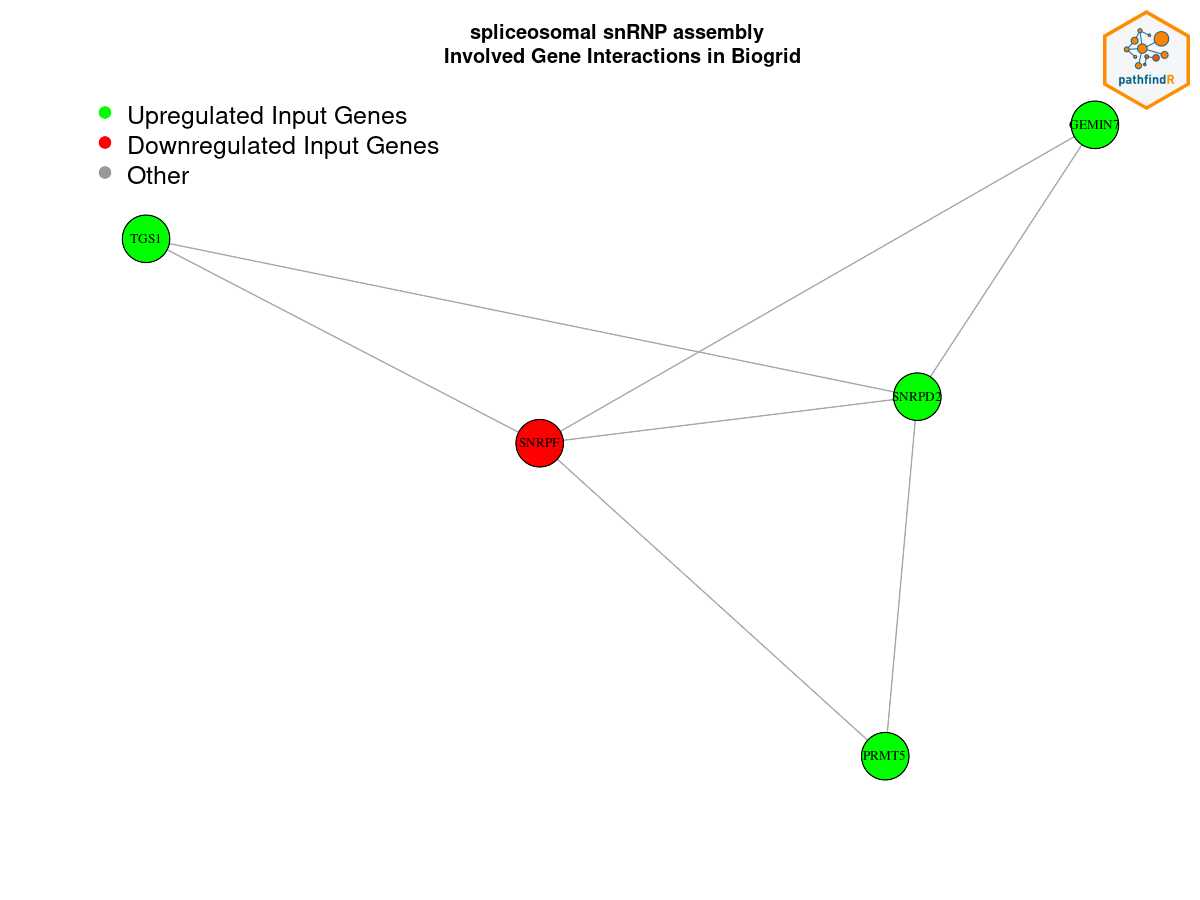 spliceosomal snRNP assembly
Involved Gene Interactions in Biogrid
pathfindR
Upregulated Input Genes
Downregulated Input Genes
Other
GEMIN7
TGS1
SNRPD2
SNRPF
PRMT5